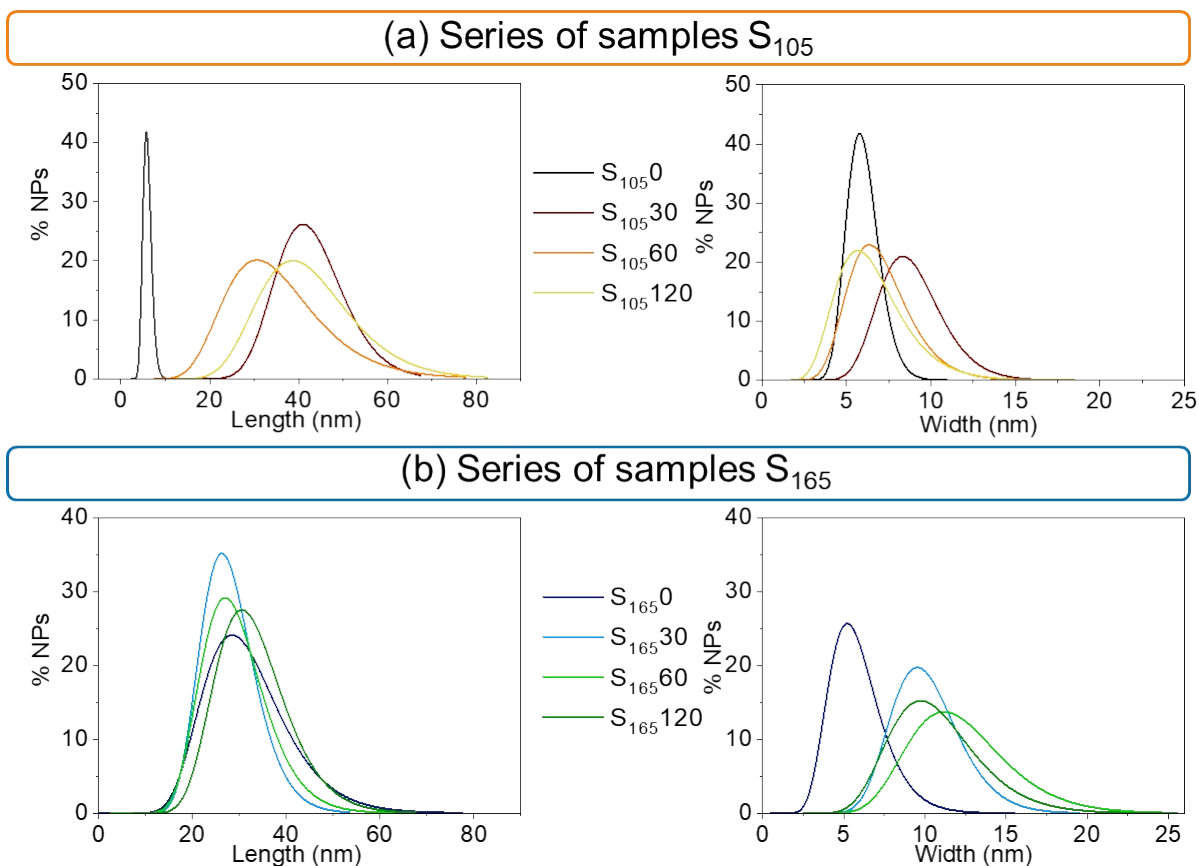 (a) Series of samples S₁₀₅
50
40
30
20
10
0
% NPs
0 20 40 60 80
Length (nm)
S₁₀₅0
S₁₀₅30
S₁₀₅60
S₁₀₅120
50
40
30
20
10
0
% NPs
0 5 10 15 20 25
Width (nm)
(b) Series of samples S₁₆₅
40
30
20
10
0
% NPs
0 20 40 60 80
Length (nm)
S₁₆₅0
S₁₆₅30
S₁₆₅60
S₁₆₅120
40
30
20
10
0
% NPs
0 5 10 15 20 25
Width (nm)